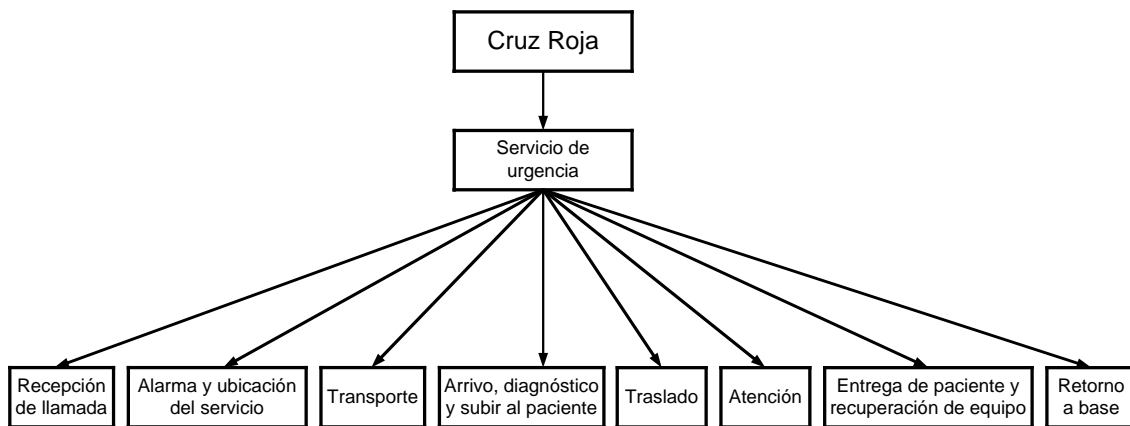 Cruz Roja
Servicio de
urgencia
Recepción
de llamada
Alarma y ubicación
del servicio
Transporte
Arrivo, diagnóstico
y subir al paciente
Traslado
Atención
Entrega de paciente y
recuperación de equipo
Retorno
a base